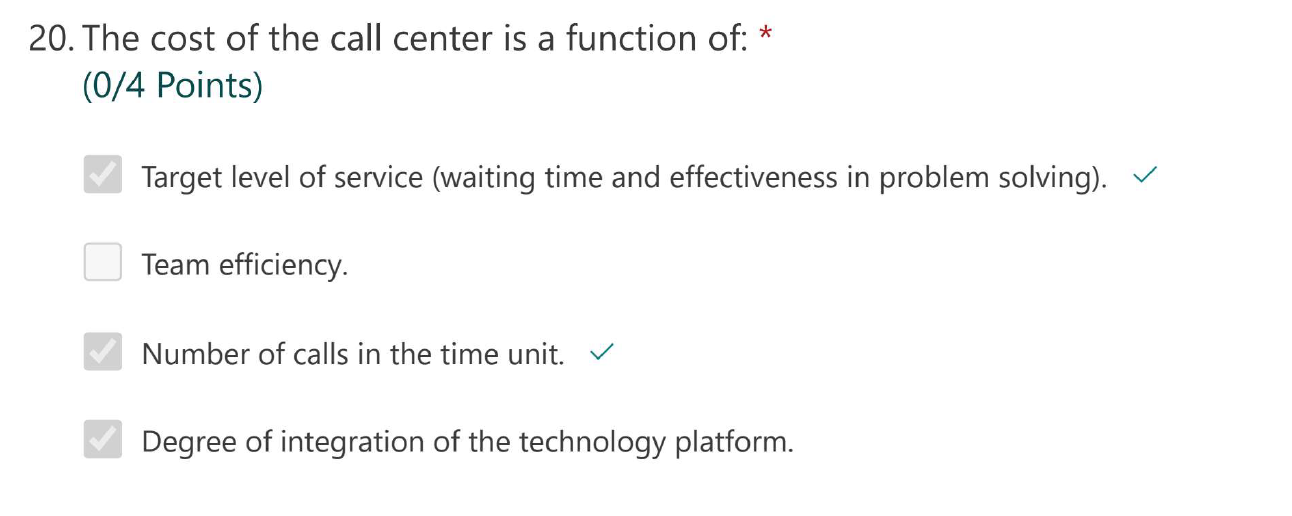 20. The cost of the call center is a function of: *
(0/4 Points)
Target level of service (waiting time and effectiveness in problem solving).
Team efficiency.
Number of calls in the time unit.
Degree of integration of the technology platform.